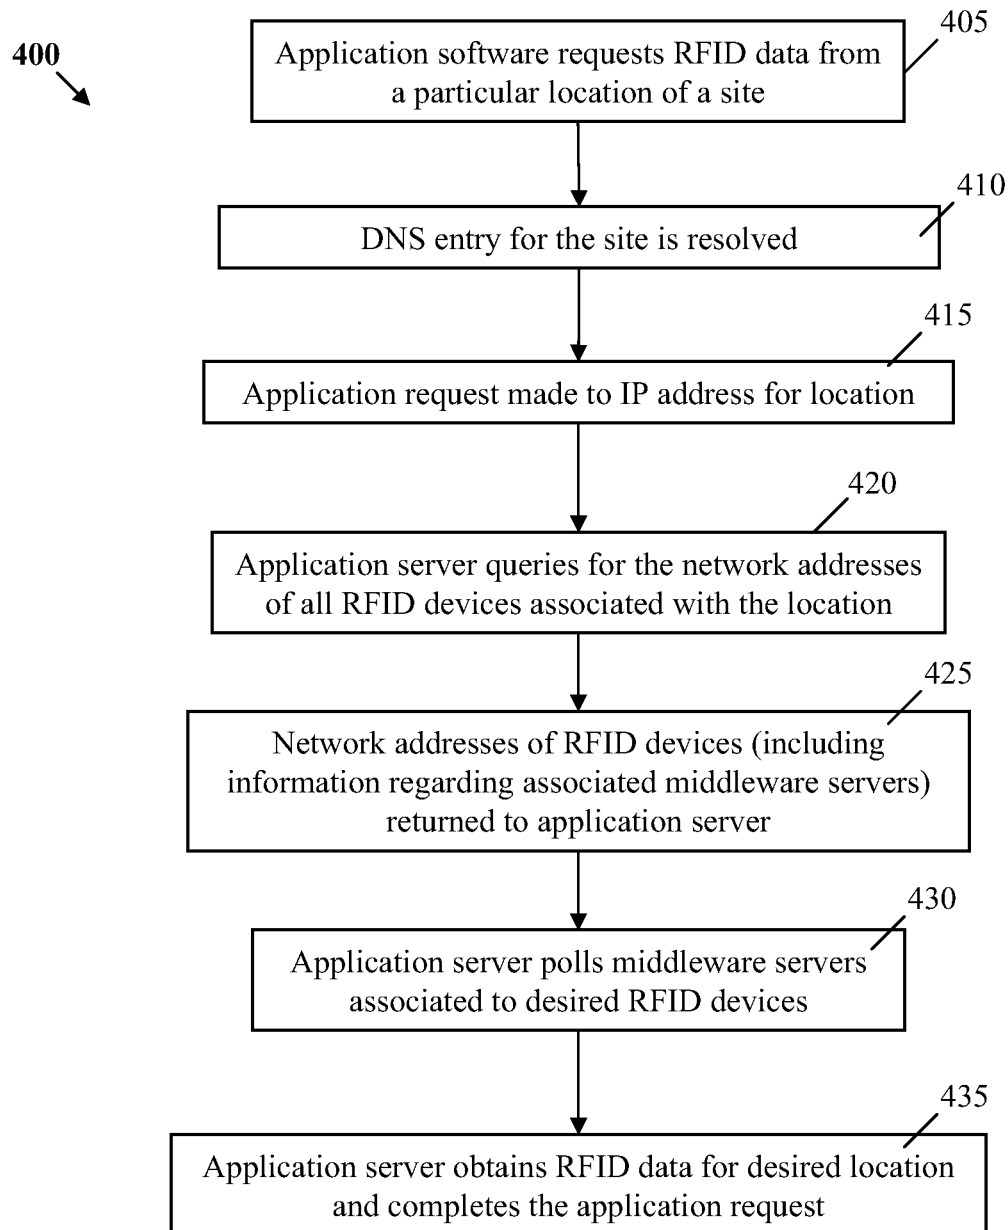 405
400
Application software requests RFID data from
a particular location of a site
410
DNS entry for the site is resolved
415
Application request made to IP address for location
420
Application server queries for the network addresses
of all RFID devices associated with the location
425
Network addresses of RFID devices (including
information regarding associated middleware servers)
returned to application server
430
Application server polls middleware servers
associated to desired RFID devices
435
Application server obtains RFID data for desired location
and completes the application request